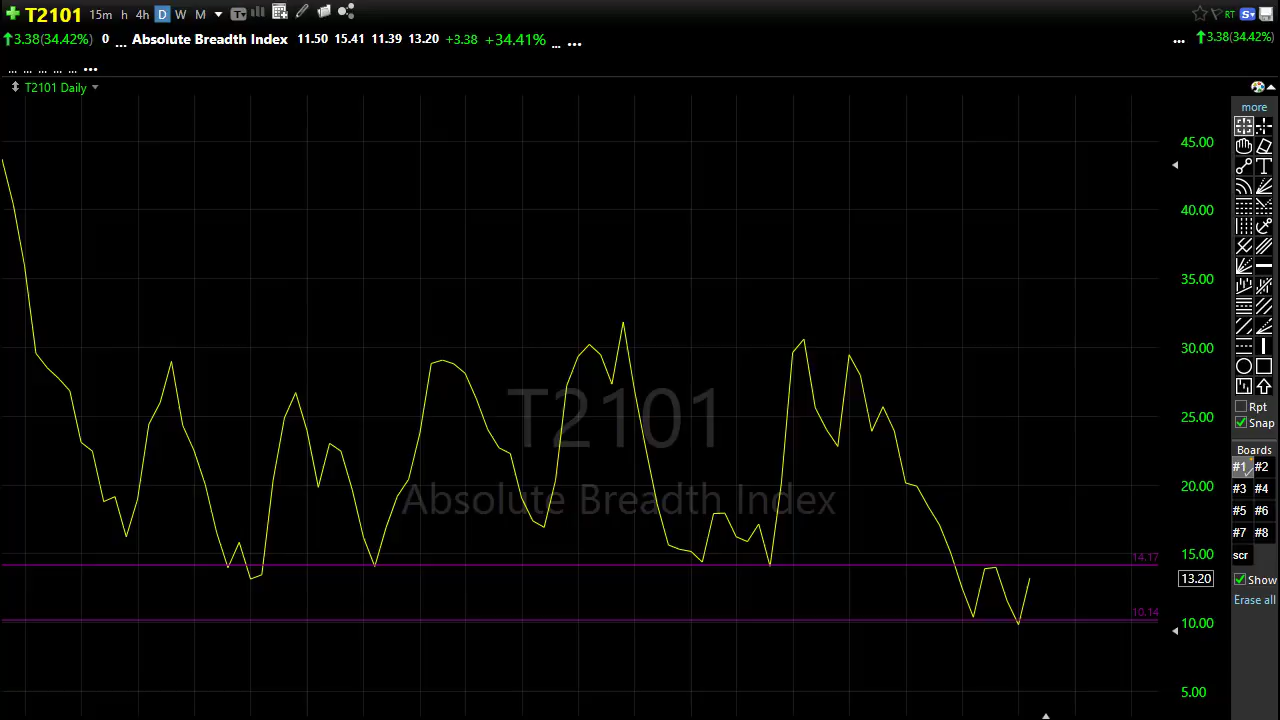 T2101 15m h 4h D W M T RT S
3.38(34.42%) 0 ... Absolute Breadth Index 11.50 15.41 11.39 13.20 +3.38 +34.41% ... ... ... 3.38(34.42%)
... ... ... ... ... ...
T2101 Daily
more
45.00
T
40.00
35.00
30.00
T2101
25.00
Rpt
Snap
Boards
#1 #2
20.00
#3 #4
Absolute Breadth Index
#5 #6
#7 #8
14.17
15.00
scr
13.20
Show
Erase all
10.14
10.00
5.00